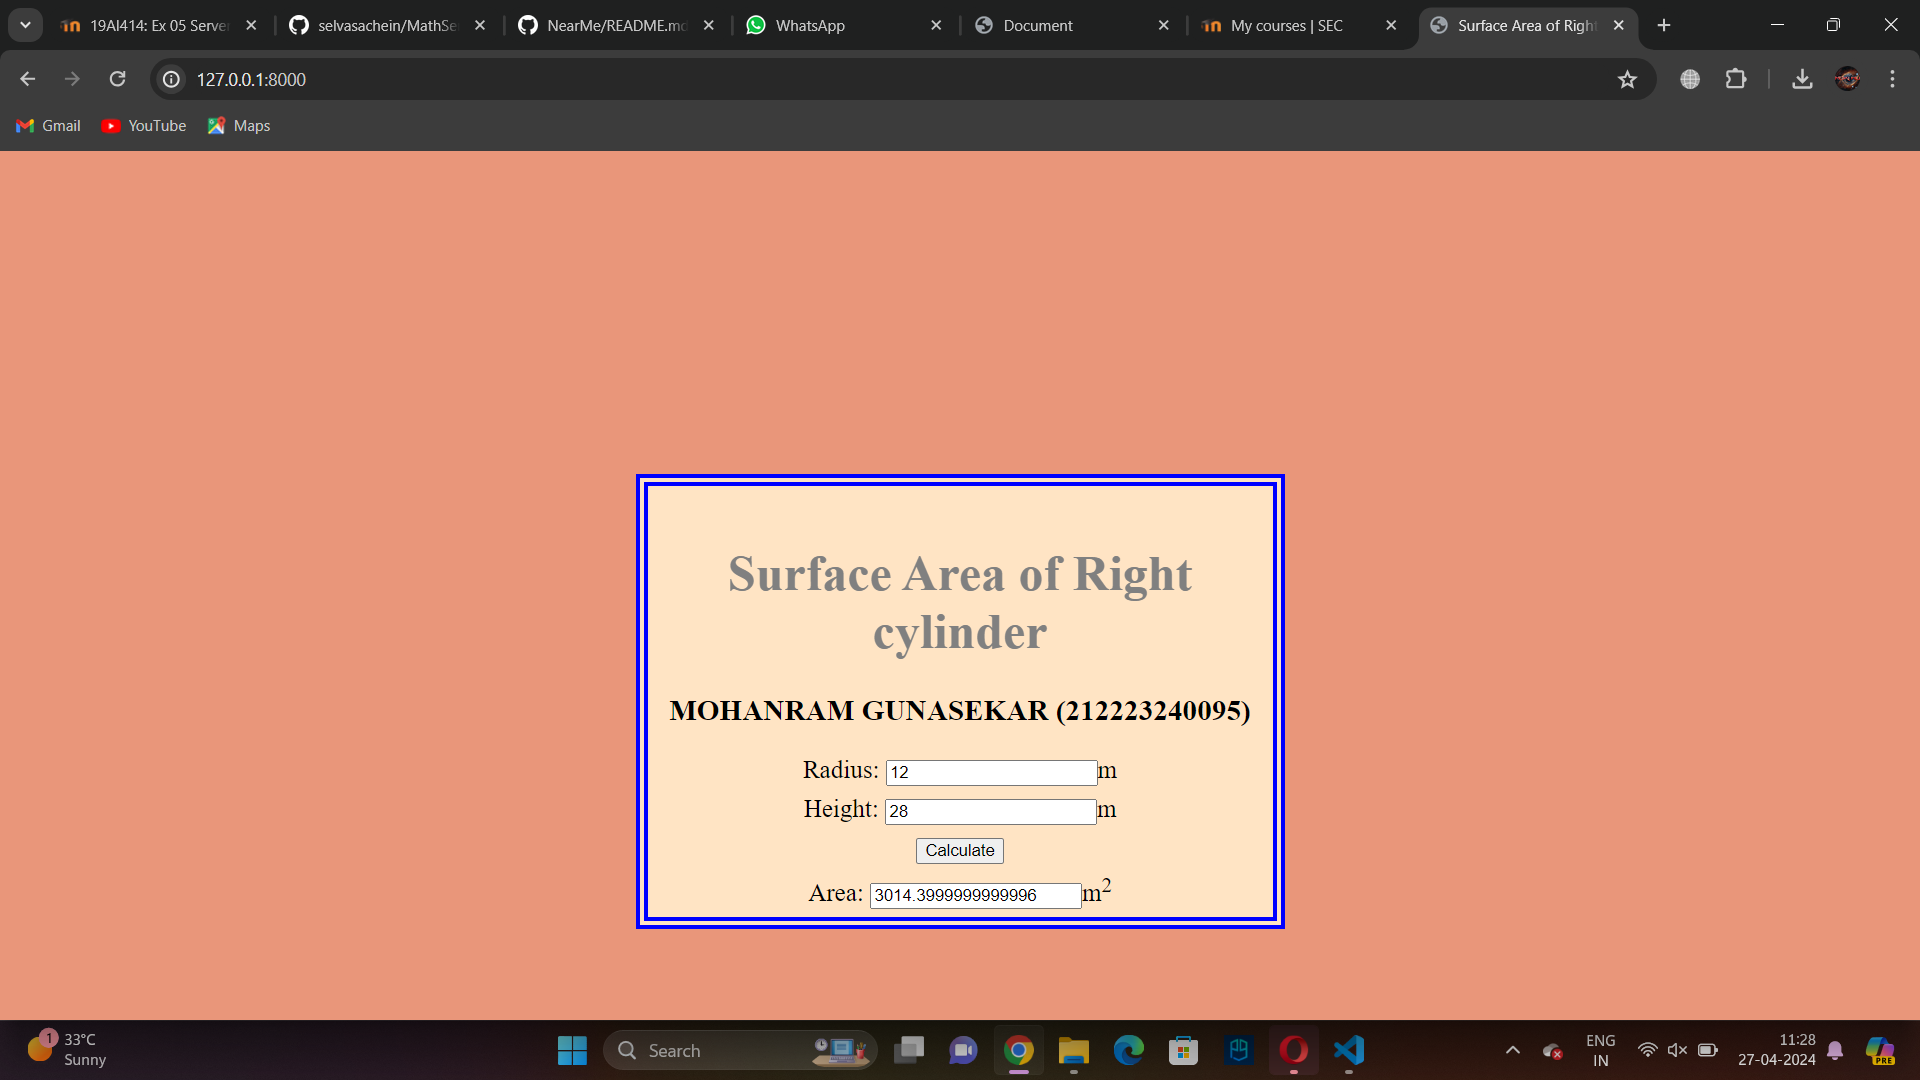 19AI414: Ex 05 Server
selvasachein/MathSe
NearMe/README.md
WhatsApp
Document
My courses | SEC
Surface Area of Right
127.0.0.1:8000
Gmail
YouTube
Maps
Surface Area of Right
cylinder
MOHANRAM GUNASEKAR (212223240095)
Radius: 12 m
Height: 28 m
Calculate
Area: 3014.3999999999996 m2
1
33°C
Sunny
Search
ENG
IN
11:28
27-04-2024
PRE